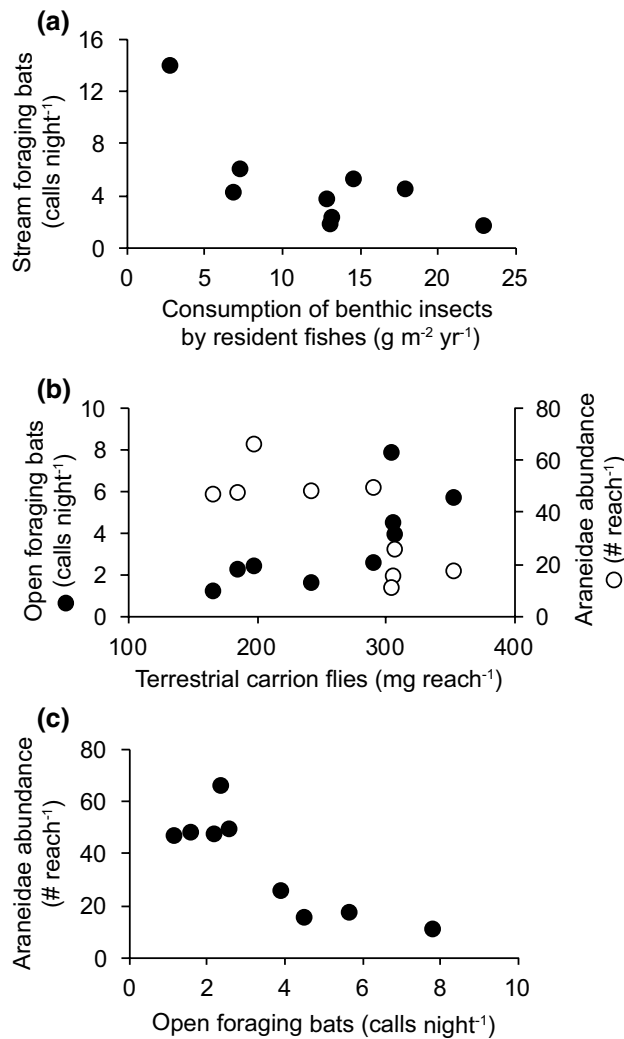 (a)
Stream foraging bats
(calls night⁻¹)
16
12
8
4
0
0 5 10 15 20 25
Consumption of benthic insects
by resident fishes (g m⁻² yr⁻¹)
(b)
Open foraging bats
(calls night⁻¹)
10
8
6
4
2
0
80
60
40
20
0
Araneidae abundance
(# reach⁻¹)
100 200 300 400
Terrestrial carrion flies (mg reach⁻¹)
(c)
Araneidae abundance
(# reach⁻¹)
80
60
40
20
0
0 2 4 6 8 10
Open foraging bats (calls night⁻¹)